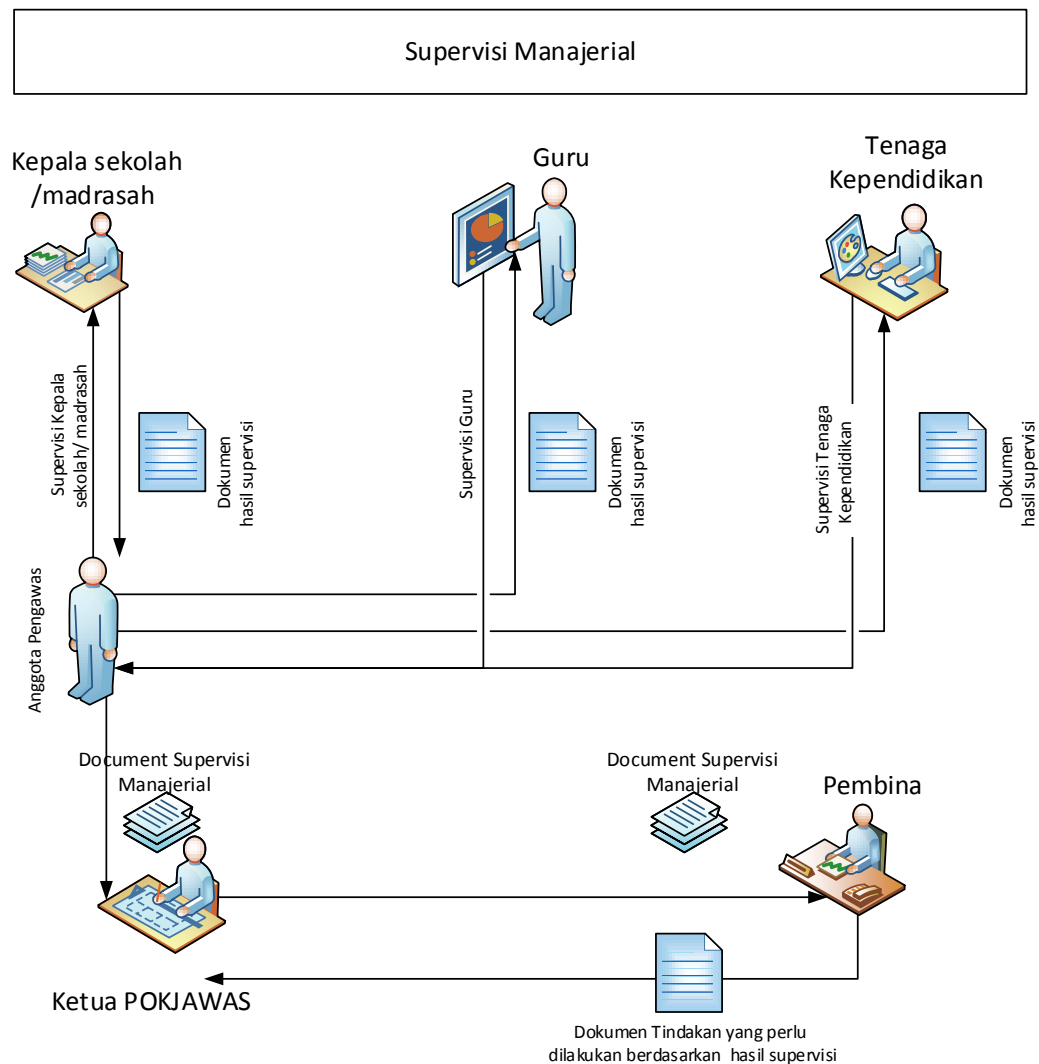 Supervisi Manajerial
Kepala sekolah
/madrasah
Guru
Tenaga
Kependidikan
Supervisi Kepala
sekolah/ madrasah
Dokumen
hasil supervisi
Supervisi Guru
Dokumen
hasil supervisi
Supervisi Tenaga
Kependidikan
Dokumen
hasil supervisi
Anggota Pengawas
Document Supervisi
Manajerial
Document Supervisi
Manajerial
Pembina
Ketua POKJAWAS
Dokumen Tindakan yang perlu
dilakukan berdasarkan hasil supervisi